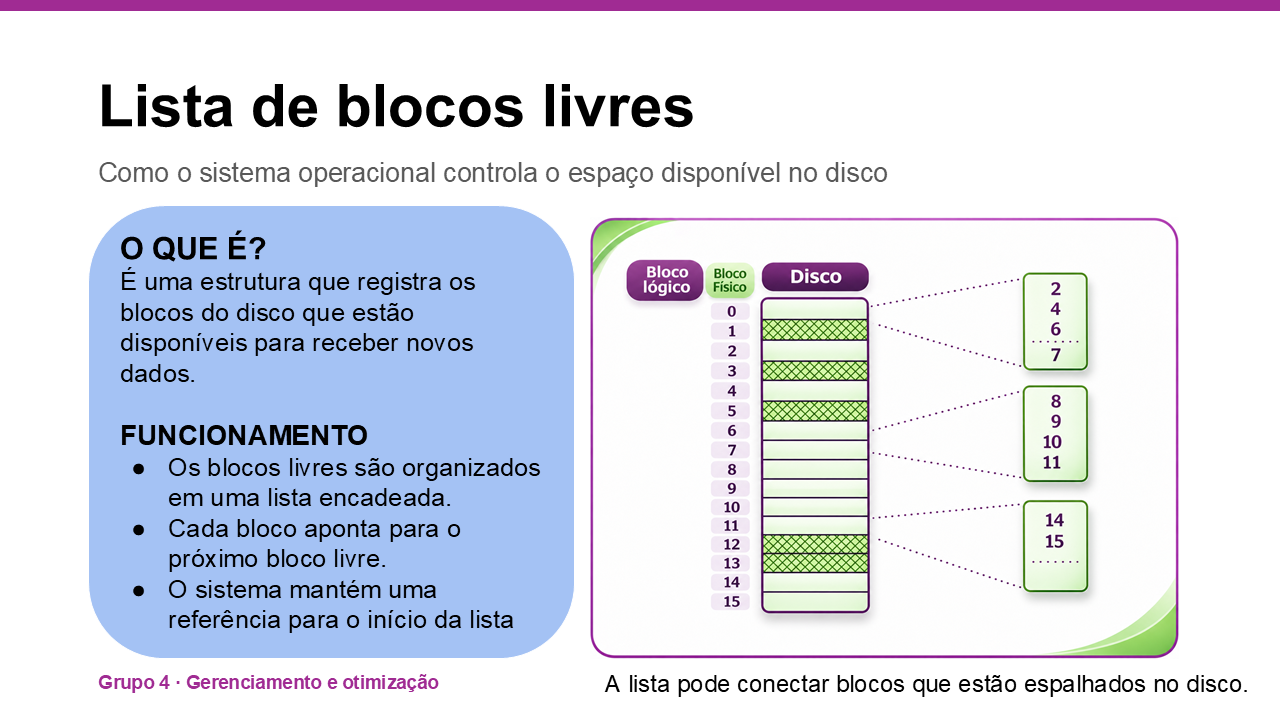 Lista de blocos livres
Como o sistema operacional controla o espaço disponível no disco
O QUE É?
É uma estrutura que registra os
blocos do disco que estão
disponíveis para receber novos
dados.
FUNCIONAMENTO
● Os blocos livres são organizados
em uma lista encadeada.
● Cada bloco aponta para o
próximo bloco livre.
● O sistema mantém uma
referência para o início da lista
Bloco
lógico
Bloco
Físico
Disco
0
1
2
3
4
5
6
7
8
9
10
11
12
13
14
15
2
4
6
7
8
9
10
11
14
15
Grupo 4 · Gerenciamento e otimização
A lista pode conectar blocos que estão espalhados no disco.